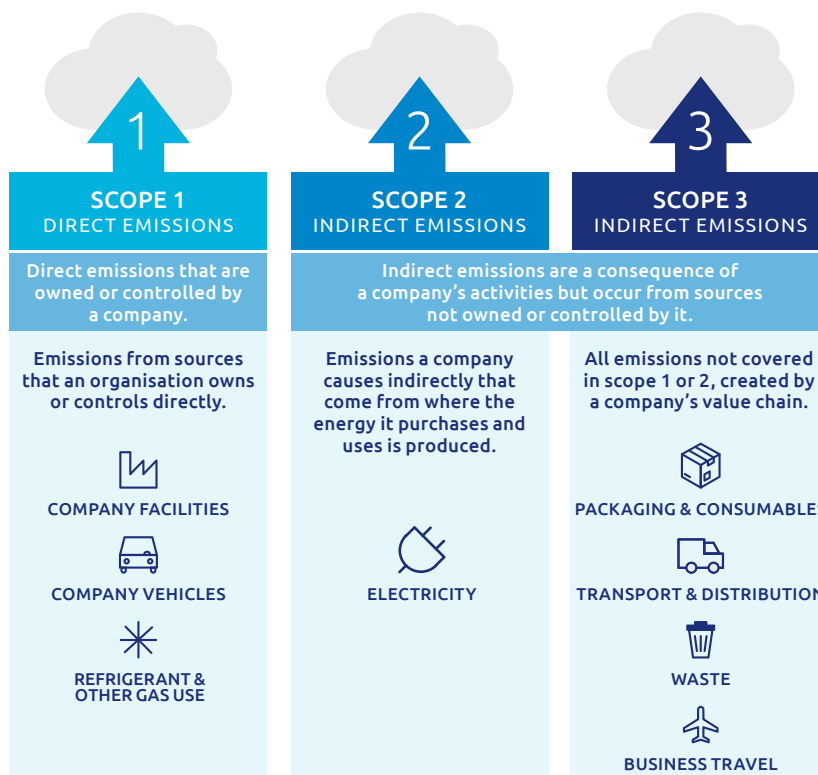 1
SCOPE 1
DIRECT EMISSIONS
Direct emissions that are
owned or controlled by
a company.
Emissions from sources
that an organisation owns
or controls directly.
COMPANY FACILITIES
COMPANY VEHICLES
REFRIGERANT &
OTHER GAS USE
2
SCOPE 2
INDIRECT EMISSIONS
3
SCOPE 3
INDIRECT EMISSIONS
Indirect emissions are a consequence of
a company's activities but occur from sources
not owned or controlled by it.
Emissions a company
causes indirectly that
come from where the
energy it purchases and
uses is produced.
ELECTRICITY
All emissions not covered
in scope 1 or 2, created by
a company's value chain.
PACKAGING & CONSUMABLES
TRANSPORT & DISTRIBUTION
WASTE
BUSINESS TRAVEL